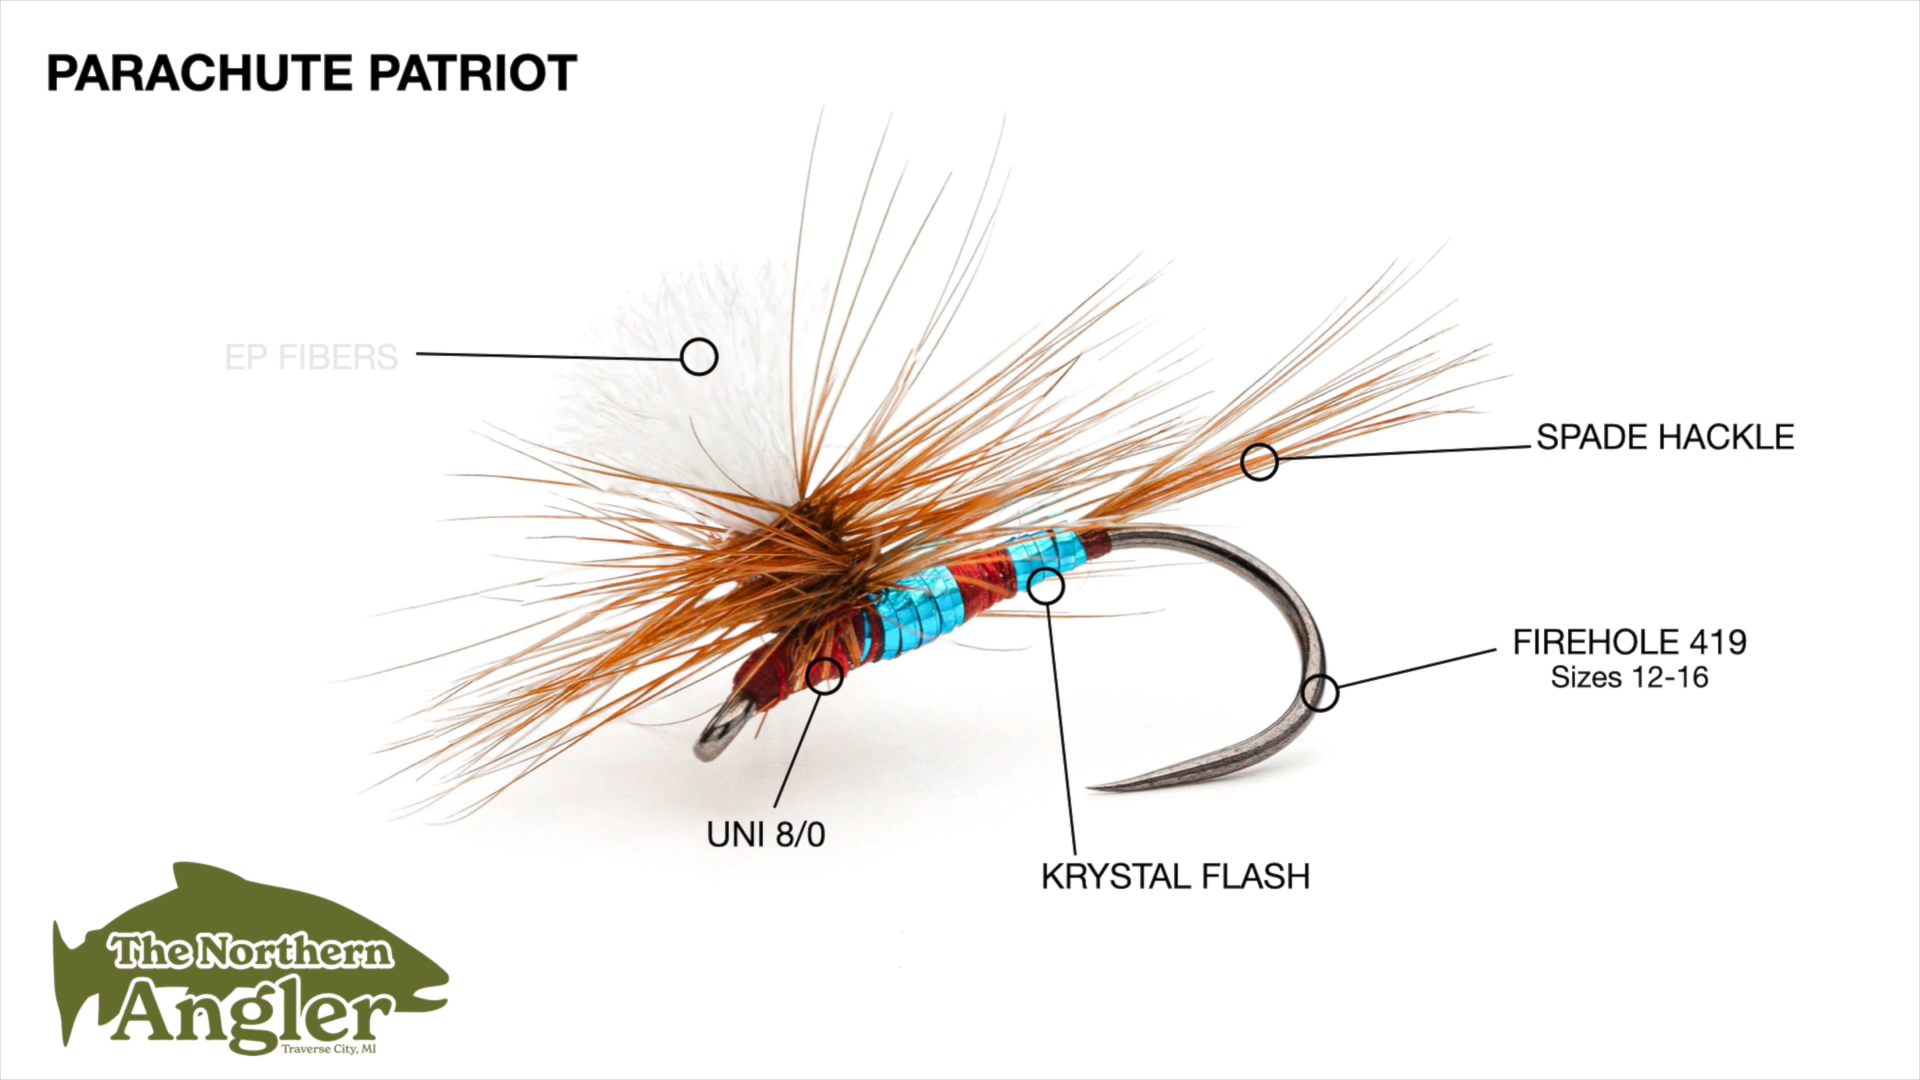 PARACHUTE PATRIOT
EP FIBERS
SPADE HACKLE
FIREHOLE 419
Sizes 12-16
UNI 8/0
KRYSTAL FLASH
The Northern
Angler
Traverse City, MI